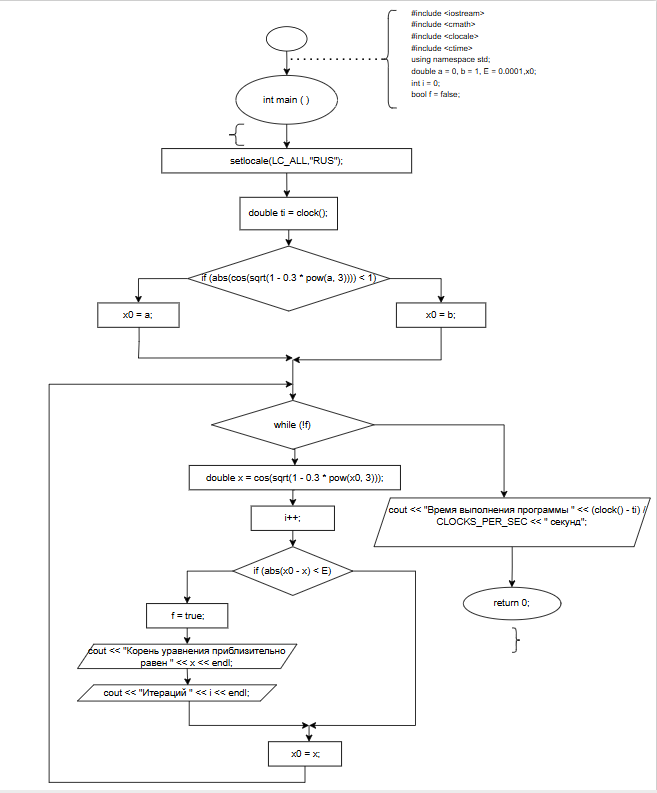 #include <iostream>
#include <cmath>
#include <clocale>
#include <ctime>
using namespace std;
double a = 0, b = 1, E = 0.0001,x0;
int i = 0;
bool f = false;
int main ( )
setlocale(LC_ALL,"RUS");
double ti = clock();
if (abs(cos(sqrt(1 - 0.3 * pow(a, 3)))) < 1)
x0 = a;
x0 = b;
while (!f)
double x = cos(sqrt(1 - 0.3 * pow(x0, 3)));
cout << "Время выполнения программы " << (clock() - ti) /
CLOCKS_PER_SEC << " секунд";
i++;
if (abs(x0 - x) < E)
return 0;
f = true;
cout << "Корень уравнения приблизительно
равен " << x << endl;
cout << "Итераций " << i << endl;
x0 = x;